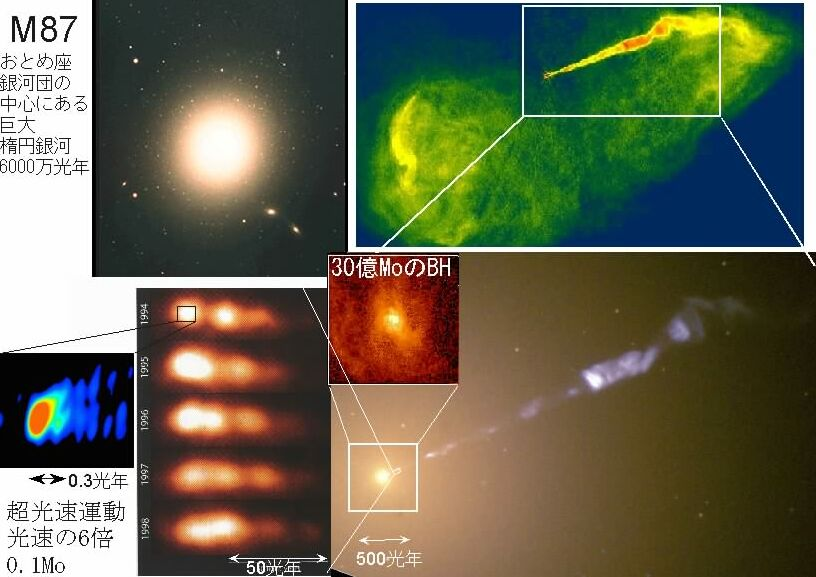 M87
おとめ座
銀河団の
中心にある
巨大
楕円銀河
6000万光年
30億MoのBH
1994
1995
1996
1997
1998
0.3光年
超光速運動
光速の6倍
0.1Mo
50光年
500光年